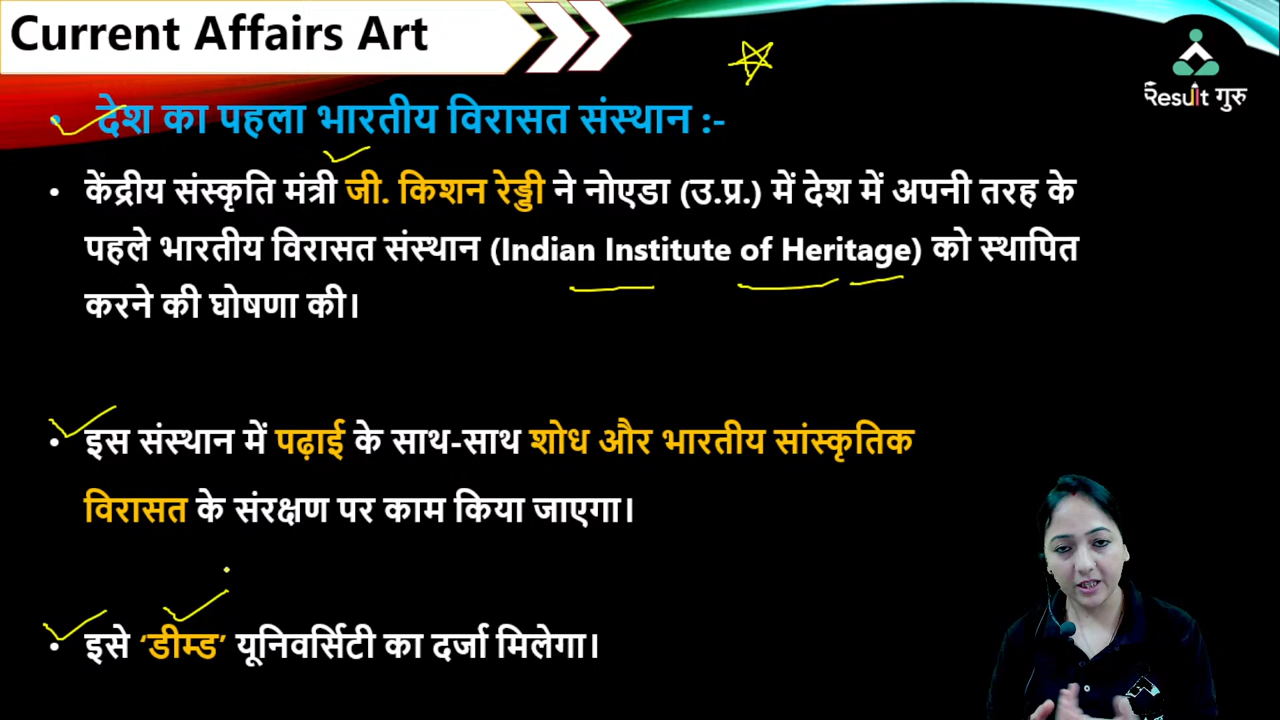 Current Affairs Art
Result गुरु
• देश का पहला भारतीय विरासत संस्थान :-
• केंद्रीय संस्कृति मंत्री जी. किशन रेड्डी ने नोएडा (उ.प्र.) में देश में अपनी तरह के
पहले भारतीय विरासत संस्थान (Indian Institute of Heritage) को स्थापित
करने की घोषणा की।
• इस संस्थान में पढ़ाई के साथ-साथ शोध और भारतीय सांस्कृतिक
विरासत के संरक्षण पर काम किया जाएगा।
• इसे ‘डीम्ड’ यूनिवर्सिटी का दर्जा मिलेगा।